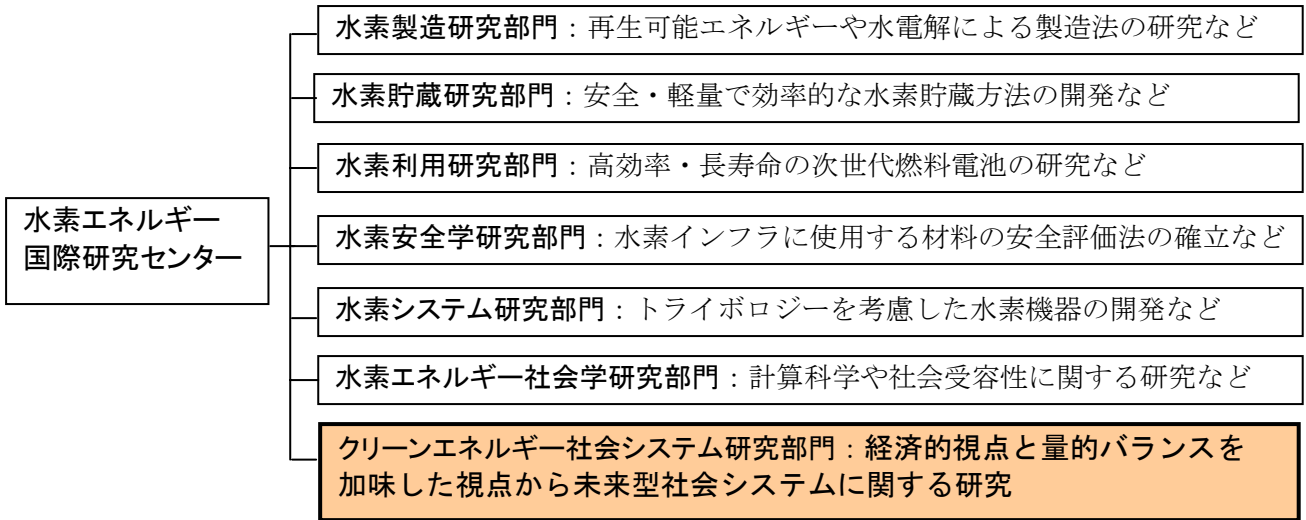 水素製造研究部門：再生可能エネルギーや水電解による製造法の研究など
水素貯蔵研究部門：安全・軽量で効率的な水素貯蔵方法の開発など
水素利用研究部門：高効率・長寿命の次世代燃料電池の研究など
水素エネルギー
国際研究センター
水素安全学研究部門：水素インフラに使用する材料の安全評価法の確立など
水素システム研究部門：トライボロジーを考慮した水素機器の開発など
水素エネルギー社会学研究部門：計算科学や社会受容性に関する研究など
クリーンエネルギー社会システム研究部門：経済的視点と量的バランスを
加味した視点から未来型社会システムに関する研究